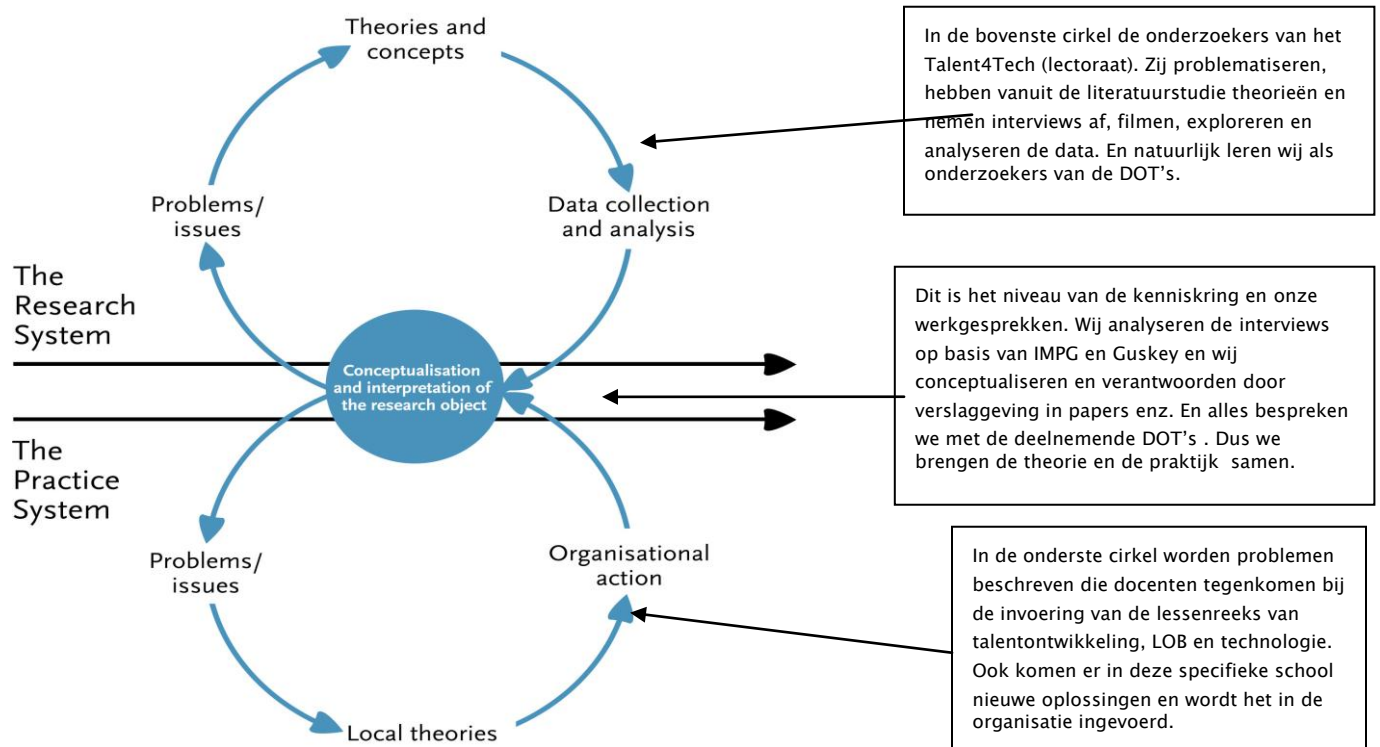 Theories and
concepts
Problems/
issues
Data collection
and analysis
The
Research
System
Conceptualisation
and interpretation of
the research object
The
Practice
System
Problems/
issues
Organisational
action
Local theories
In de bovenste cirkel de onderzoekers van het
Talent4Tech (lectoraat). Zij problematiseren,
hebben vanuit de literatuurstudie theorieën en
nemen interviews af, filmen, exploreren en
analyseren de data. En natuurlijk leren wij als
onderzoekers van de DOT's.
Dit is het niveau van de kenniskring en onze
werkgesprekken. Wij analyseren de interviews
op basis van IMPG en Guskey en wij
conceptualiseren en verantwoorden door
verslaggeving in papers enz. En alles bespreken
we met de deelnemende DOT's . Dus we
brengen de theorie en de praktijk samen.
In de onderste cirkel worden problemen
beschreven die docenten tegenkomen bij
de invoering van de lessenreeks van
talentontwikkeling, LOB en technologie.
Ook komen er in deze specifieke school
nieuwe oplossingen en wordt het in de
organisatie ingevoerd.